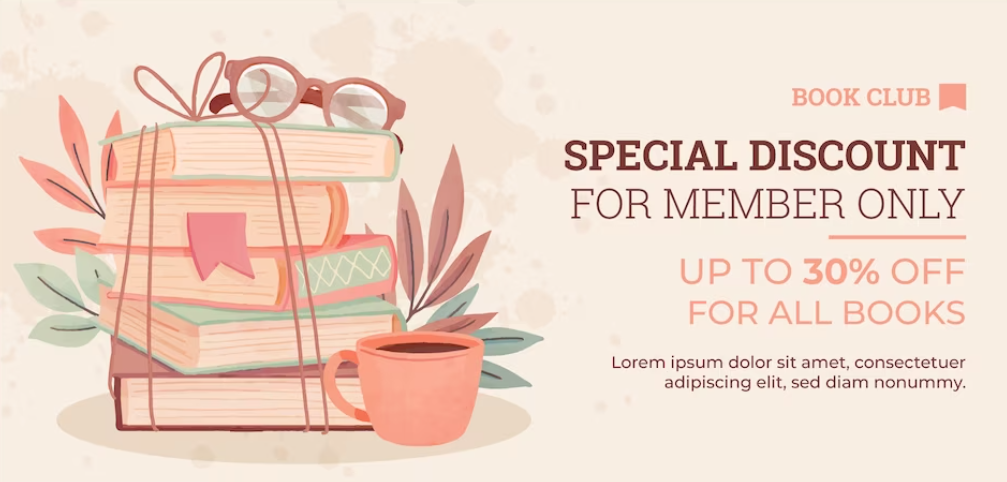 BOOK CLUB
SPECIAL DISCOUNT
FOR MEMBER ONLY
UP TO 30% OFF
FOR ALL BOOKS
Lorem ipsum dolor sit amet, consectetuer
adipiscing elit, sed diam nonummy.